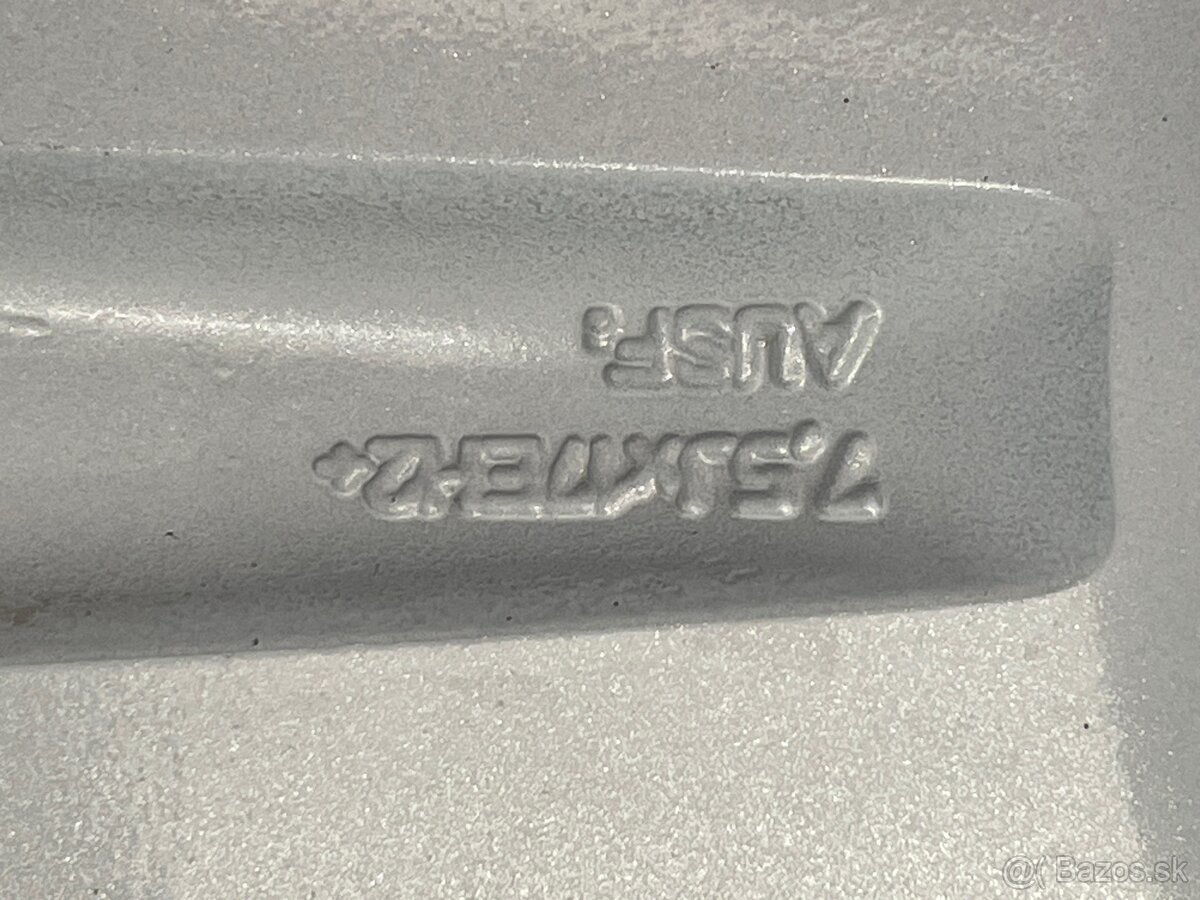 7,5JX17EH2+
AUSF
@( Bazos.sk